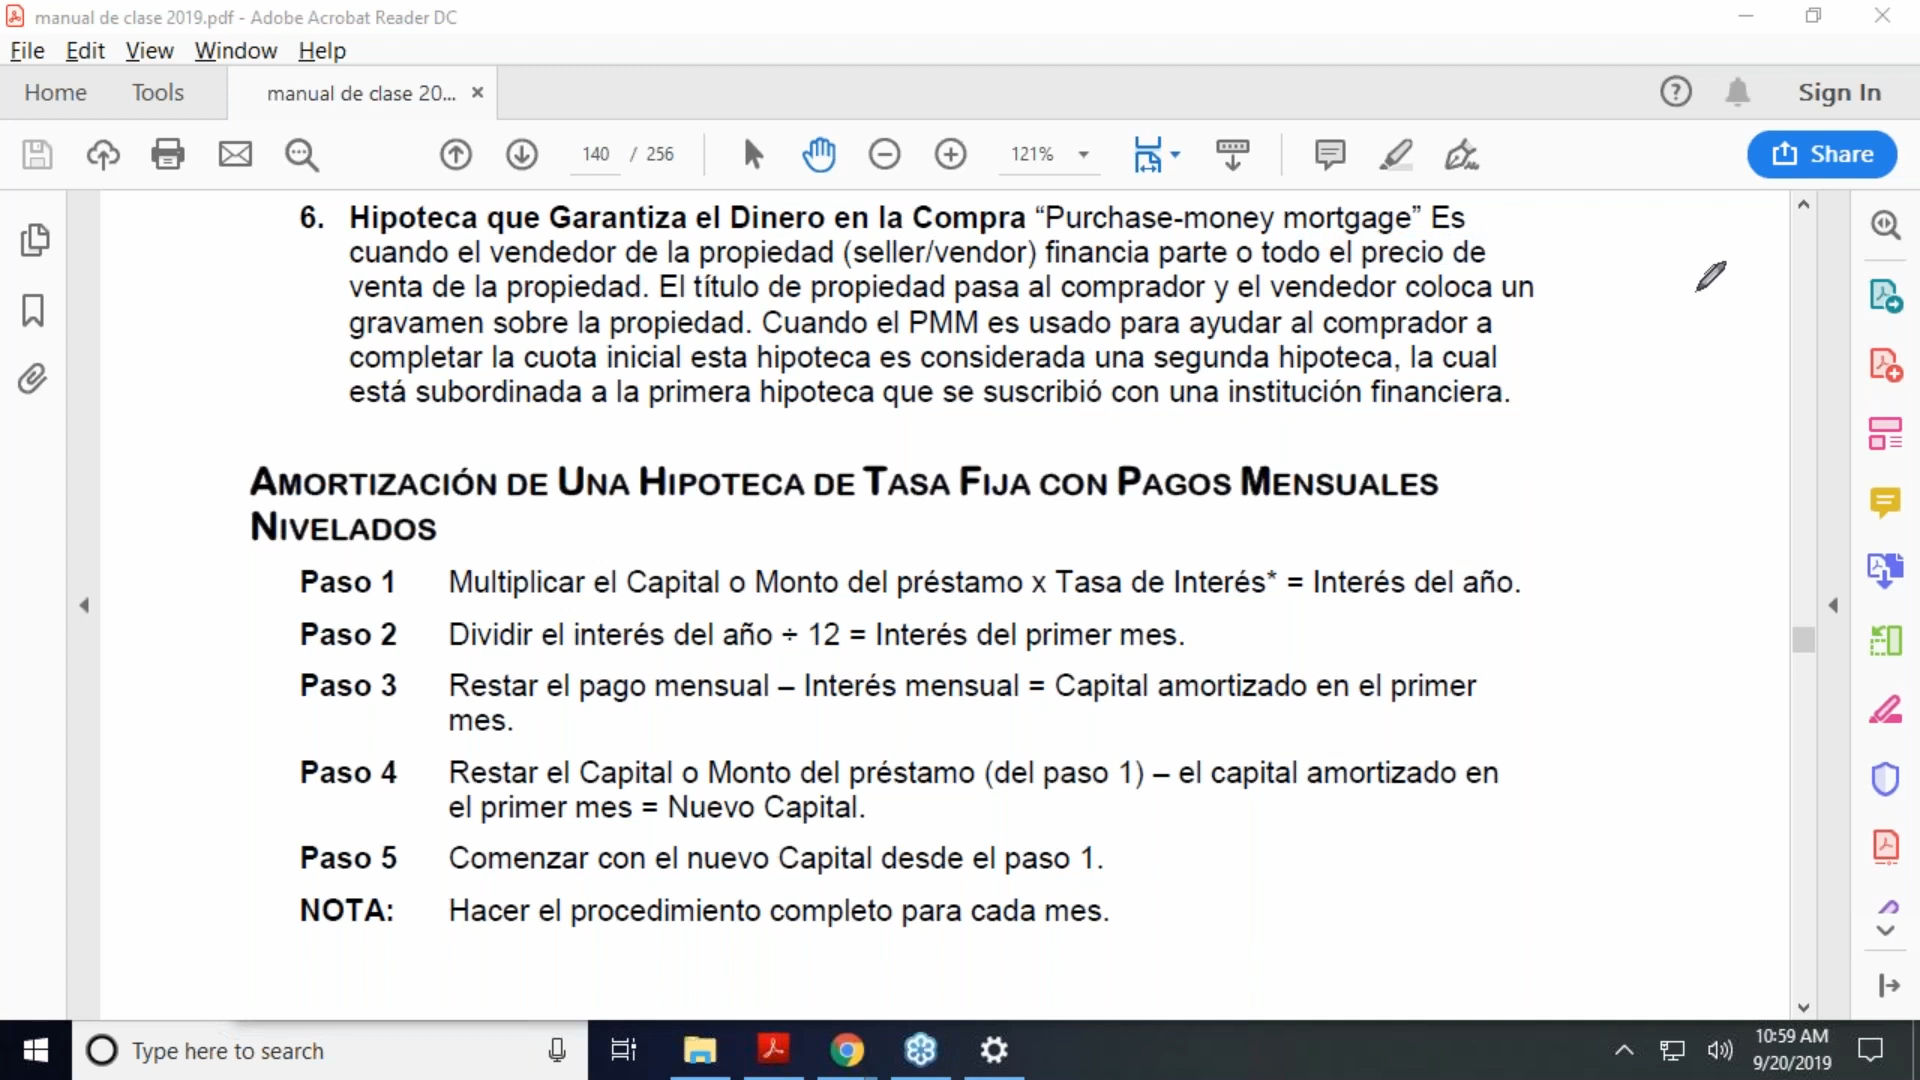 manual de clase 2019.pdf - Adobe Acrobat Reader DC
File Edit View Window Help
Home Tools manual de clase 20... × Sign In
140 / 256 121% Share
6. Hipoteca que Garantiza el Dinero en la Compra “Purchase-money mortgage” Es
cuando el vendedor de la propiedad (seller/vendor) financia parte o todo el precio de
venta de la propiedad. El título de propiedad pasa al comprador y el vendedor coloca un
gravamen sobre la propiedad. Cuando el PMM es usado para ayudar al comprador a
completar la cuota inicial esta hipoteca es considerada una segunda hipoteca, la cual
está subordinada a la primera hipoteca que se suscribió con una institución financiera.
AMORTIZACIÓN DE UNA HIPOTECA DE TASA FIJA CON PAGOS MENSUALES
NIVELADOS
Paso 1 Multiplicar el Capital o Monto del préstamo x Tasa de Interés* = Interés del año.
Paso 2 Dividir el interés del año ÷ 12 = Interés del primer mes.
Paso 3 Restar el pago mensual – Interés mensual = Capital amortizado en el primer
mes.
Paso 4 Restar el Capital o Monto del préstamo (del paso 1) – el capital amortizado en
el primer mes = Nuevo Capital.
Paso 5 Comenzar con el nuevo Capital desde el paso 1.
NOTA: Hacer el procedimiento completo para cada mes.
Type here to search
10:59 AM
9/20/2019